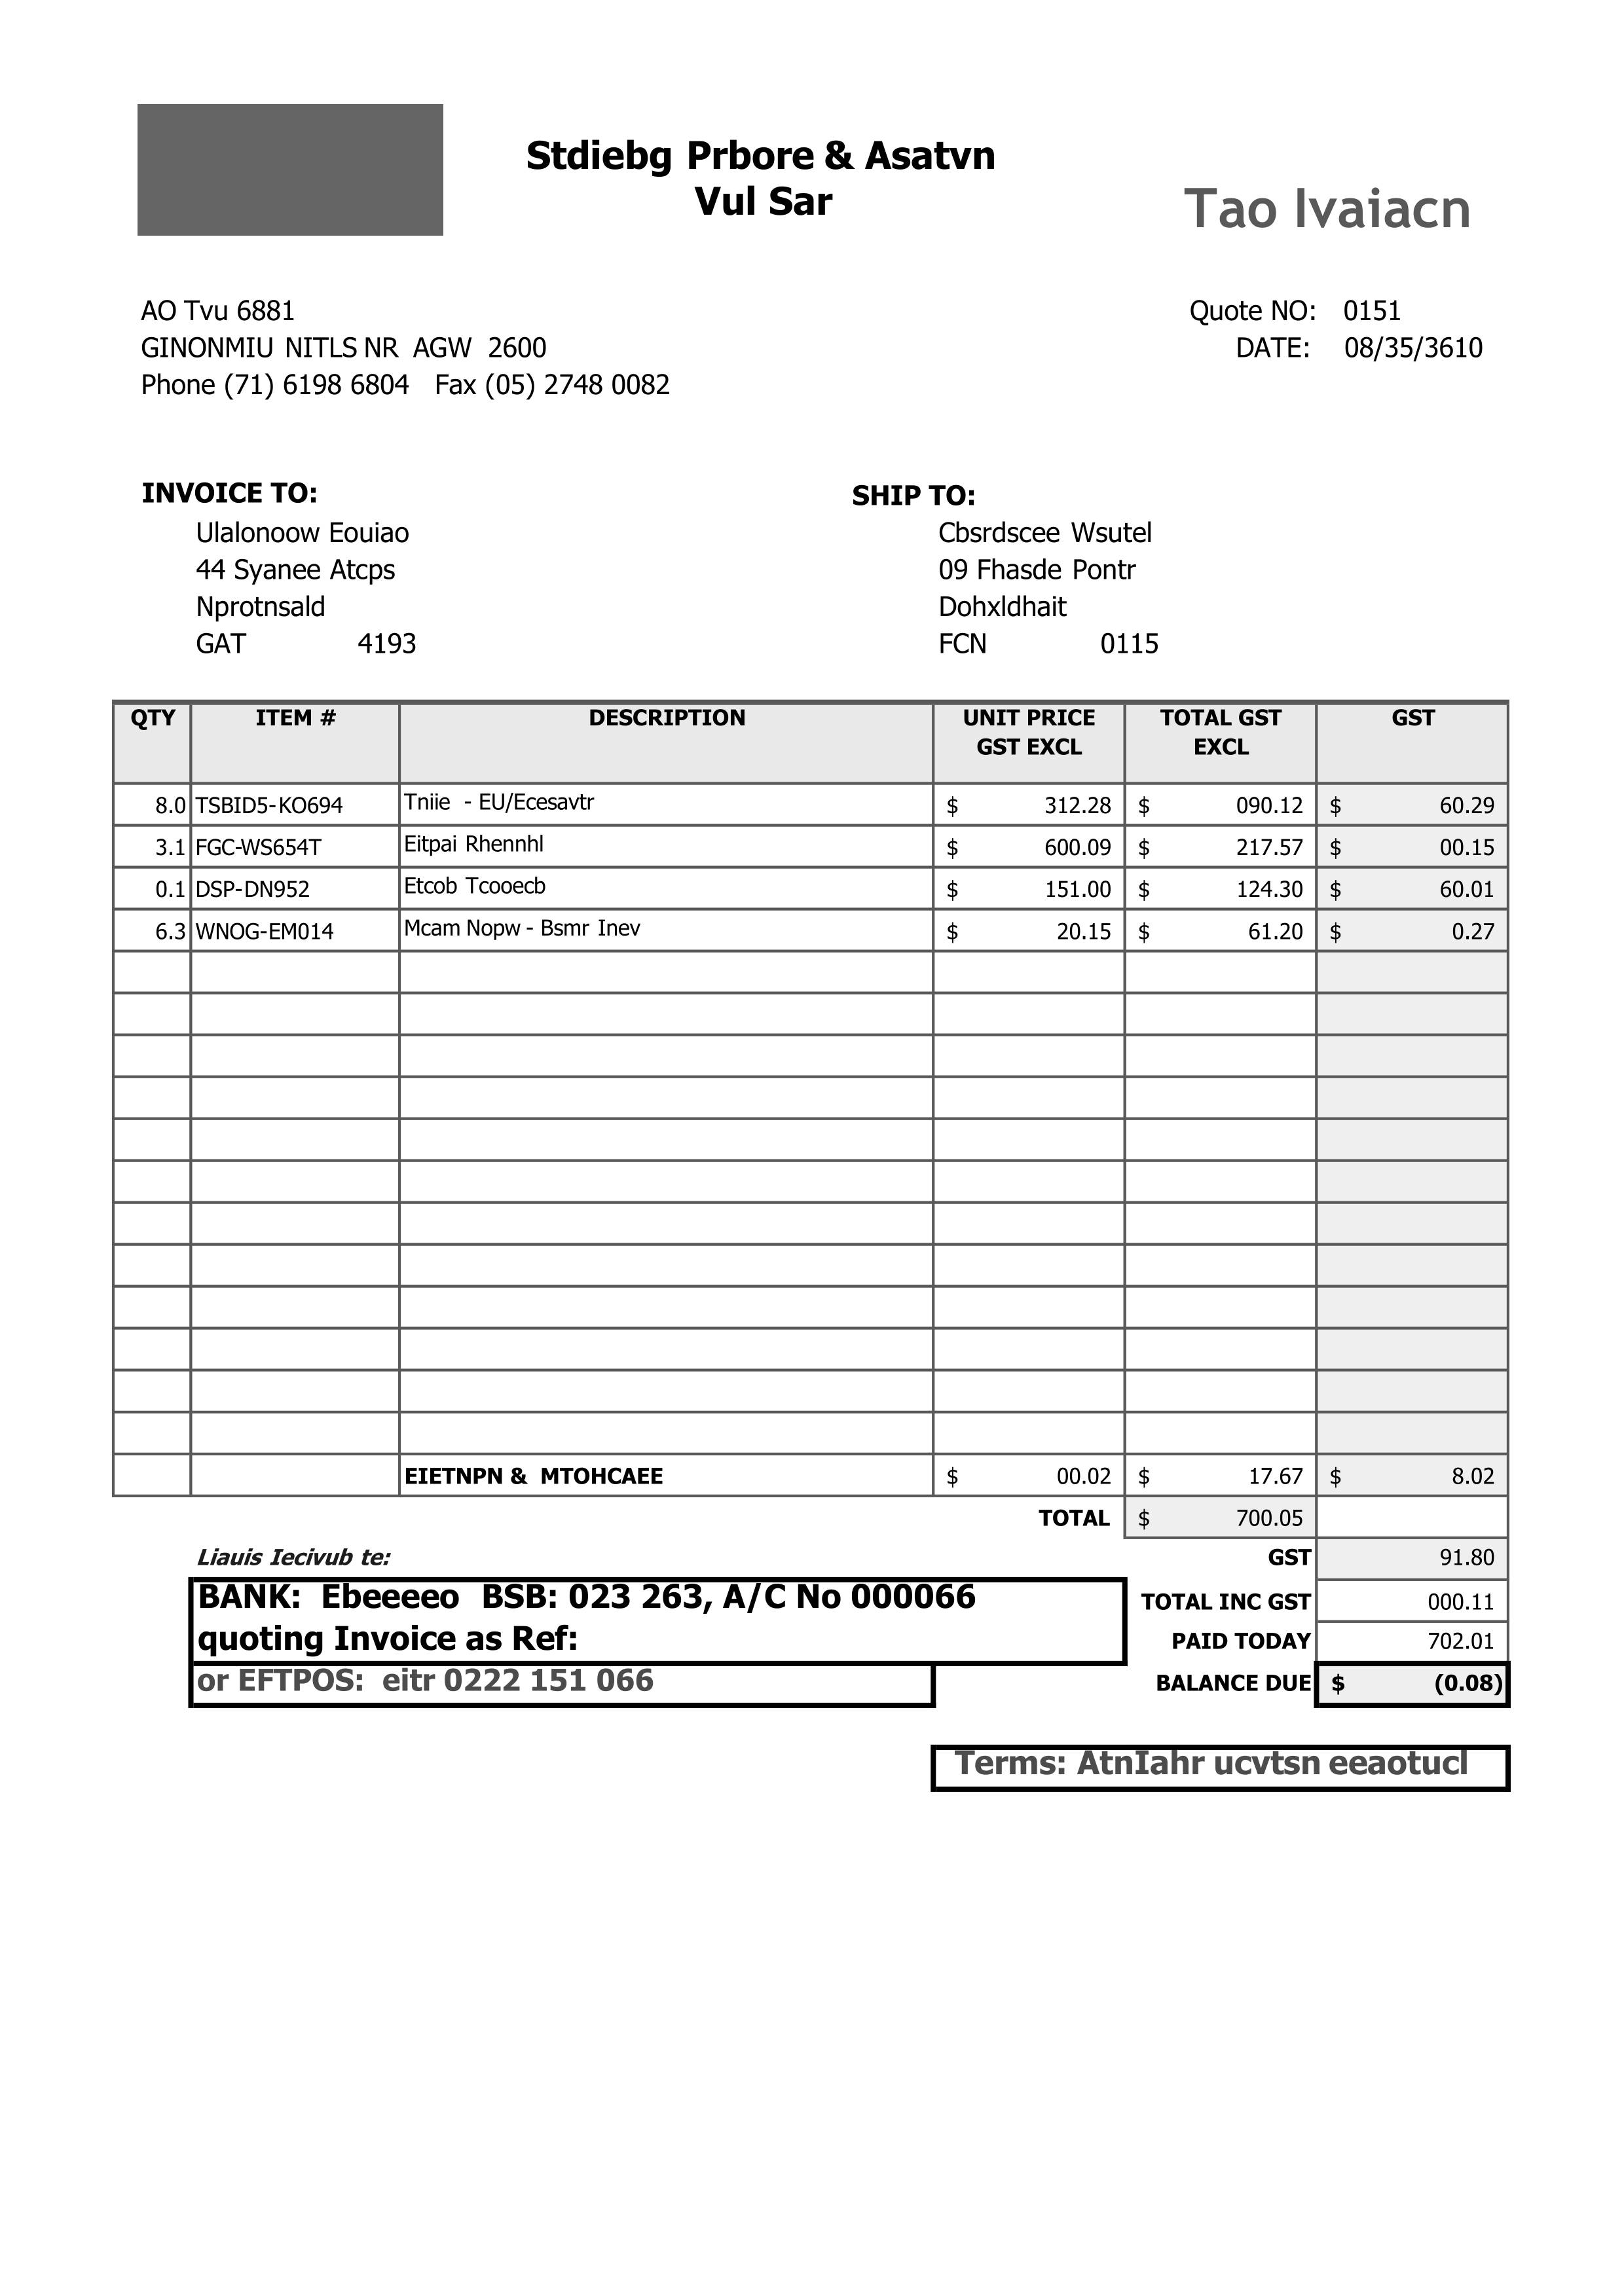 Stdiebg Prbore & Asatvn
Vul Sar
Tao Ivaiacn
AO Tvu 6881
GINONMIU NITLS NR AGW 2600
Phone (71) 6198 6804 Fax (05) 2748 0082
Quote NO: 0151
DATE: 08/35/3610
INVOICE TO:
Ulalonoow Eouiao
44 Syanee Atcps
Nprotnsald
GAT 4193
SHIP TO:
Cbsrdscee Wsutel
09 Fhasde Pontr
Dohxldhait
FCN 0115
QTY ITEM # DESCRIPTION UNIT PRICE GST EXCL TOTAL GST EXCL GST
8.0 TSBID5-KO694 Tniie - EU/Ecesavtr $ 312.28 $ 090.12 $ 60.29
3.1 FGC-WS654T Eitpai Rhennhl $ 600.09 $ 217.57 $ 00.15
0.1 DSP-DN952 Etcob Tcooecb $ 151.00 $ 124.30 $ 60.01
6.3 WNOG-EM014 Mcam Nopw - Bsmr Inev $ 20.15 $ 61.20 $ 0.27
EIETNPN & MTOHCAEE $ 00.02 $ 17.67 $ 8.02
TOTAL $ 700.05
Liauis Iecivub te:
GST 91.80
BANK: Ebeeeeo BSB: 023 263, A/C No 000066
TOTAL INC GST 000.11
quoting Invoice as Ref:
PAID TODAY 702.01
or EFTPOS: eitr 0222 151 066
BALANCE DUE $ (0.08)
Terms: AtnIahr ucvtsn eeaotucl